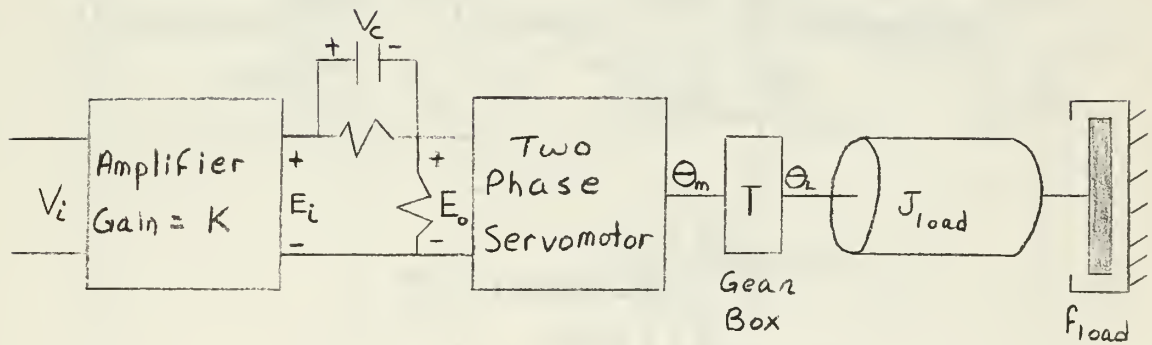 Vc
+ -
Amplifier
Gain = K
Vi
+
Ei
-
+
Eo
-
Two
Phase
Servomotor
Θm
T
ΘL
Jload
Gear
Box
fload